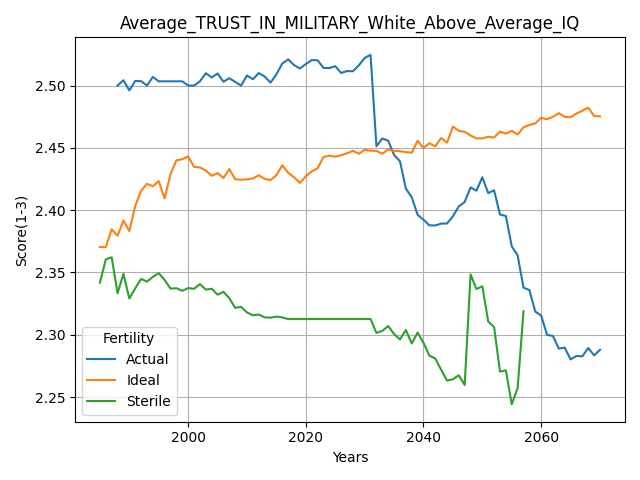 Average_TRUST_IN_MILITARY_White_Above_Average_IQ
Score(1-3)
2.50
2.45
2.40
2.35
2.30
2.25
Fertility
Actual
Ideal
Sterile
2000
2020
2040
2060
Years